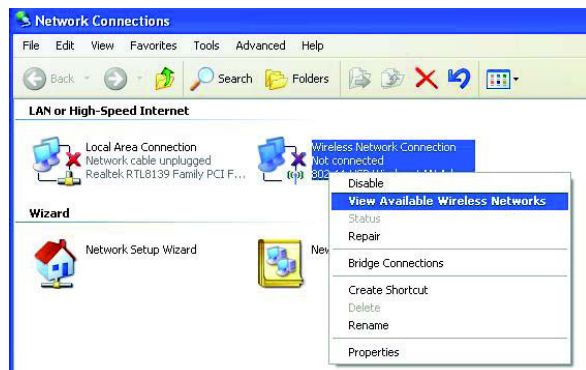 Network Connections
File Edit View Favorites Tools Advanced Help
Back Search Folders
LAN or High-Speed Internet
Local Area Connection
Network cable unplugged
Realtek RTL8139 Family PCI F...
Wireless Network Connection
Not connected
Disable
View Available Wireless Networks
Status
Repair
Bridge Connections
Create Shortcut
Delete
Rename
Properties
Wizard
Network Setup Wizard